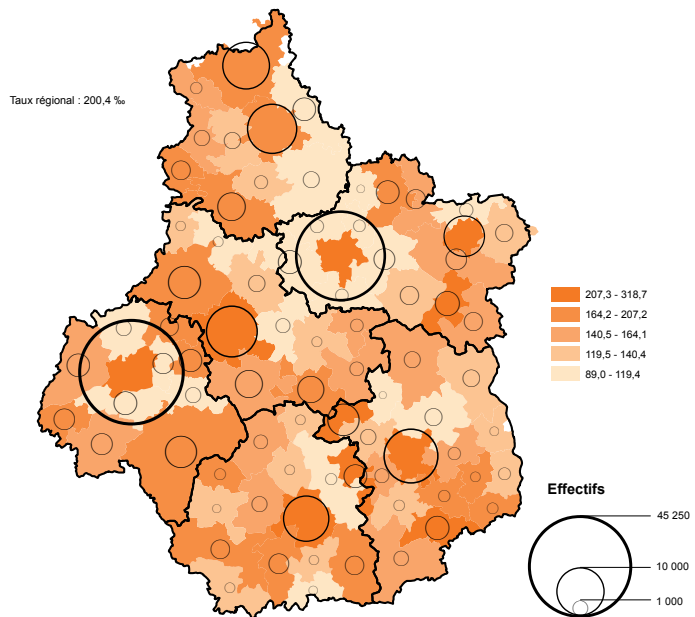 Taux régional : 200,4 ‰
207,3 - 318,7
164,2 - 207,2
140,5 - 164,1
119,5 - 140,4
89,0 - 119,4
Effectifs
45 250
10 000
1 000